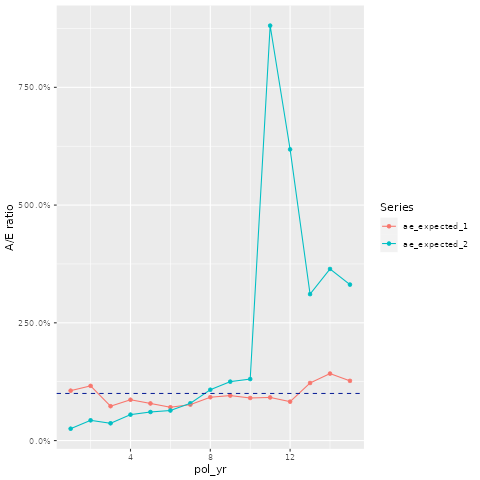 750.0%
500.0%
250.0%
0.0%
A/E ratio
4
8
12
pol_yr
Series
ae_expected_1
ae_expected_2